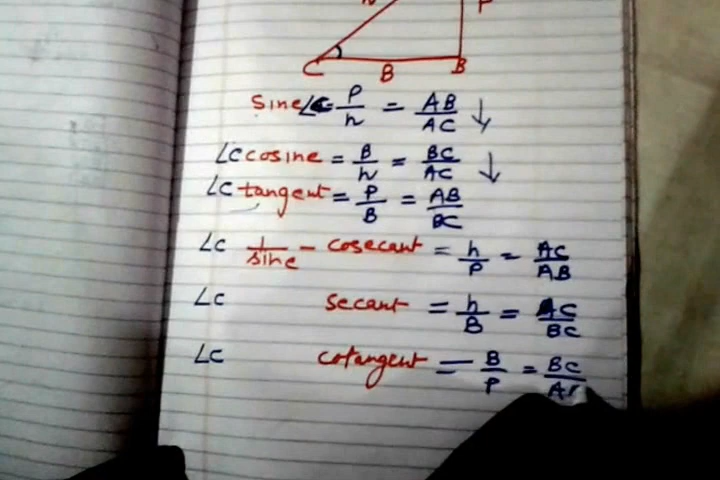 h P
C B B
sine∠C = P/h = AB/AC ↓
∠C cosine = B/h = BC/AC ↓
∠C tangent = P/B = AB/BC
∠C 1/sine - cosecant = h/P = AC/AB
∠C secant = h/B = AC/BC
∠C cotangent = B/P = BC/A